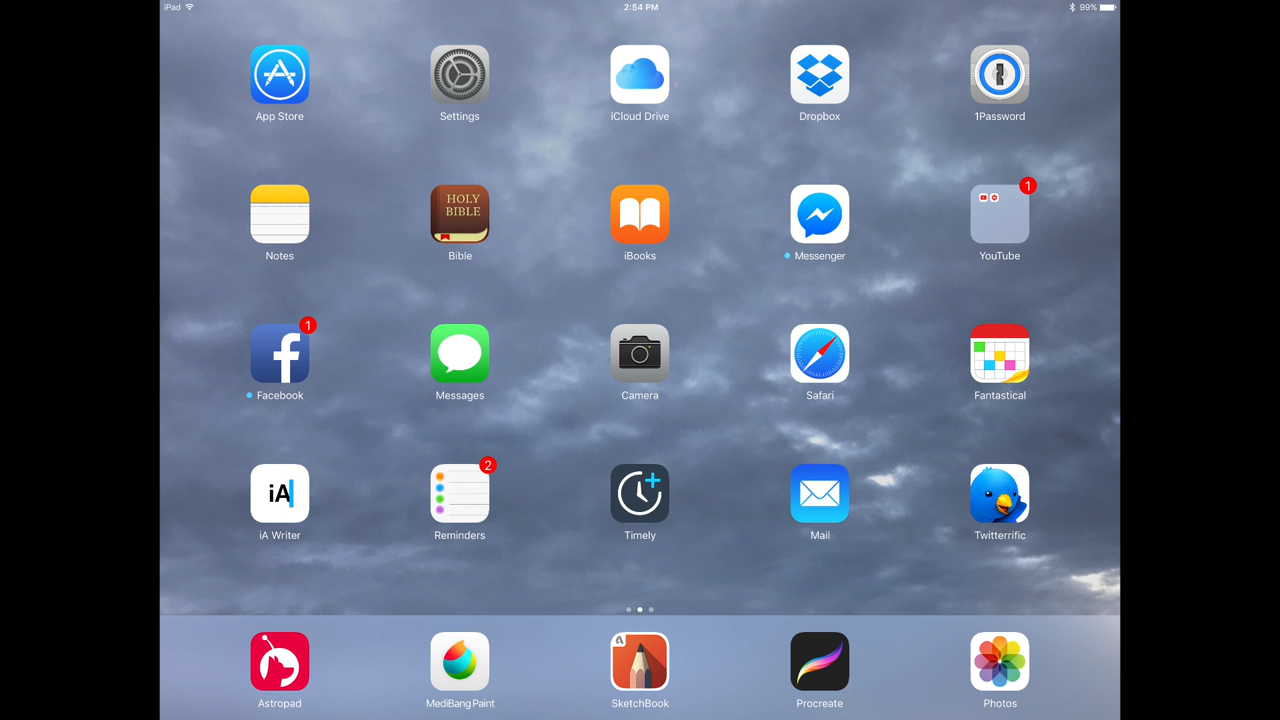 iPad 2:54 PM 99%
App Store Settings iCloud Drive Dropbox 1Password
HOLY
BIBLE
1
Notes Bible iBooks Messenger YouTube
1
Facebook Messages Camera Safari Fantastical
iA
2
iA Writer Reminders Timely Mail Twitterrific
A
Astropad MediBang Paint SketchBook Procreate Photos